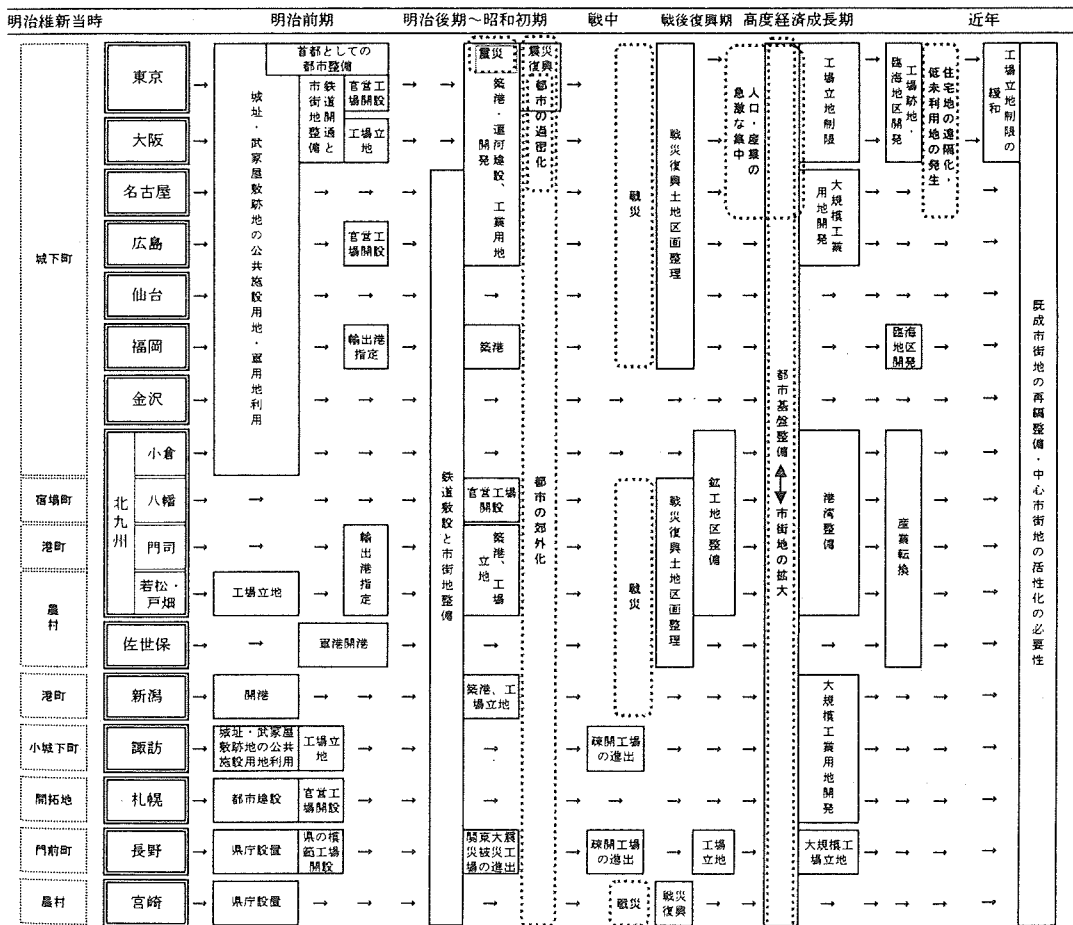 明治維新当時 明治前期 明治後期～昭和初期 戦中 戦後復興期 高度経済成長期 近年
城下町
宿場町
港町
農村
港町
小城下町
開拓地
門前町
農村
東京
大阪
名古屋
広島
仙台
福岡
金沢
北九州
小倉
八幡
門司
若松・
戸畑
佐世保
新潟
諏訪
札幌
長野
宮崎
城址・武家屋敷跡地の公共施設用地・軍用地利用
首都としての
都市整備
鉄道開通と
市街地整備
官営工
場開設
工場立
地
官営工
場開設
輸出港
指定
輸出港指定
工場立地
軍港開港
開港
城址・武家屋
敷跡地の公共
施設用地利用
工場立
地
都市建設
官営工
場開設
県庁設置
県の模
範工場
開設
県庁設置
鉄道敷設と市街地整備
震災
築港・運河建設、工業用地
開発
築港
官営工場
開設
築港、工場
立地
築港、工
場立地
関東大震
災被災工
場の進出
震災
復興
都市の過密化
都市の郊外化
戦災
戦災
疎開工場
の進出
疎開工場
の進出
戦災
戦災復興土地区画整理
戦災復興土地区画整理
戦災
復興
鉱工地区整備
工場
立地
人口・産業の
急激な集中
都市基盤整備
市街地の拡大
工場立地制限
大規模工業
用地開発
港湾整備
大規模工業用地開発
大規模工
場立地
工場跡地・
臨海地区開発
臨海
地区
開発
産業転換
住宅地の遠隔化・
低未利用地の発生
工場立地制限の
緩和
既成市街地の再編整備・中心市街地の活性化の必要性